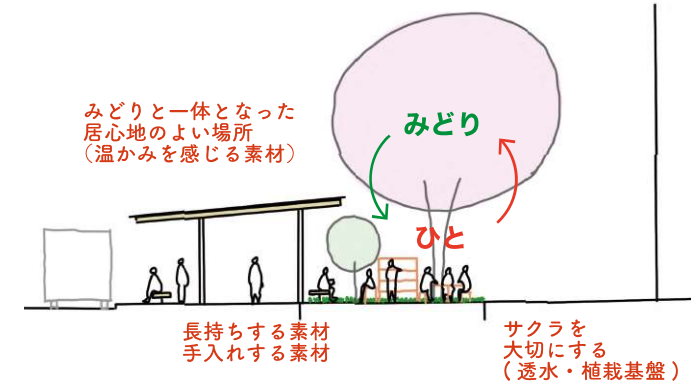 みどりと一体となった
居心地のよい場所
（温かみを感じる素材）
みどり
ひと
長持ちする素材
手入れする素材
サクラを
大切にする
（透水・植栽基盤）